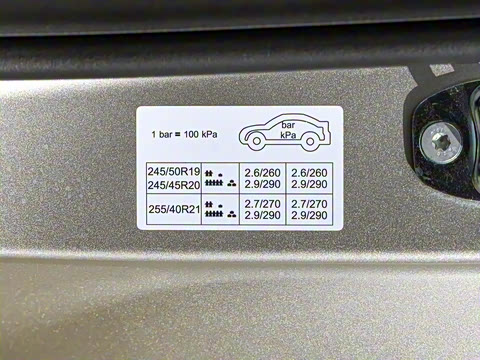 bar
1 bar = 100 kPa
kPa
245/50R19 2.6/260 2.6/260
245/45R20 2.9/290 2.9/290
255/40R21 2.7/270 2.7/270
2.9/290 2.9/290